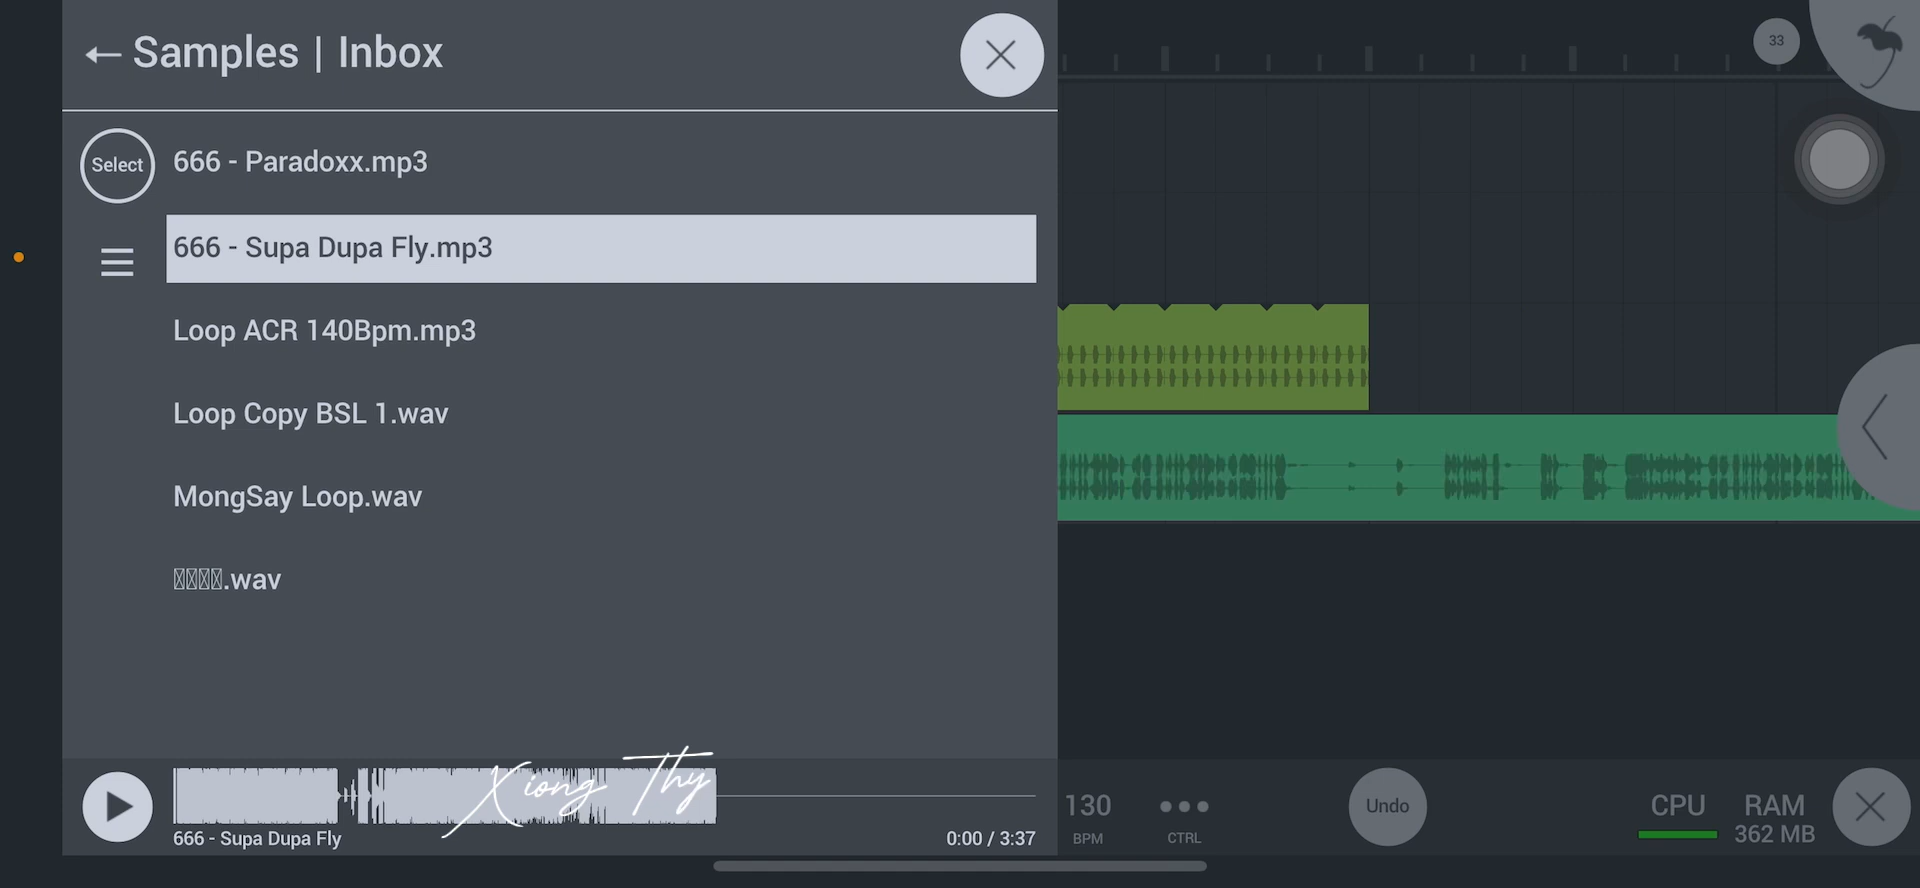 Samples | Inbox
33
Select
666 - Paradoxx.mp3
666 - Supa Dupa Fly.mp3
Loop ACR 140Bpm.mp3
Loop Copy BSL 1.wav
MongSay Loop.wav
.wav
Xiong Thy
666 - Supa Dupa Fly
0:00 / 3:37
130
BPM
CTRL
Undo
CPU
RAM
362 MB